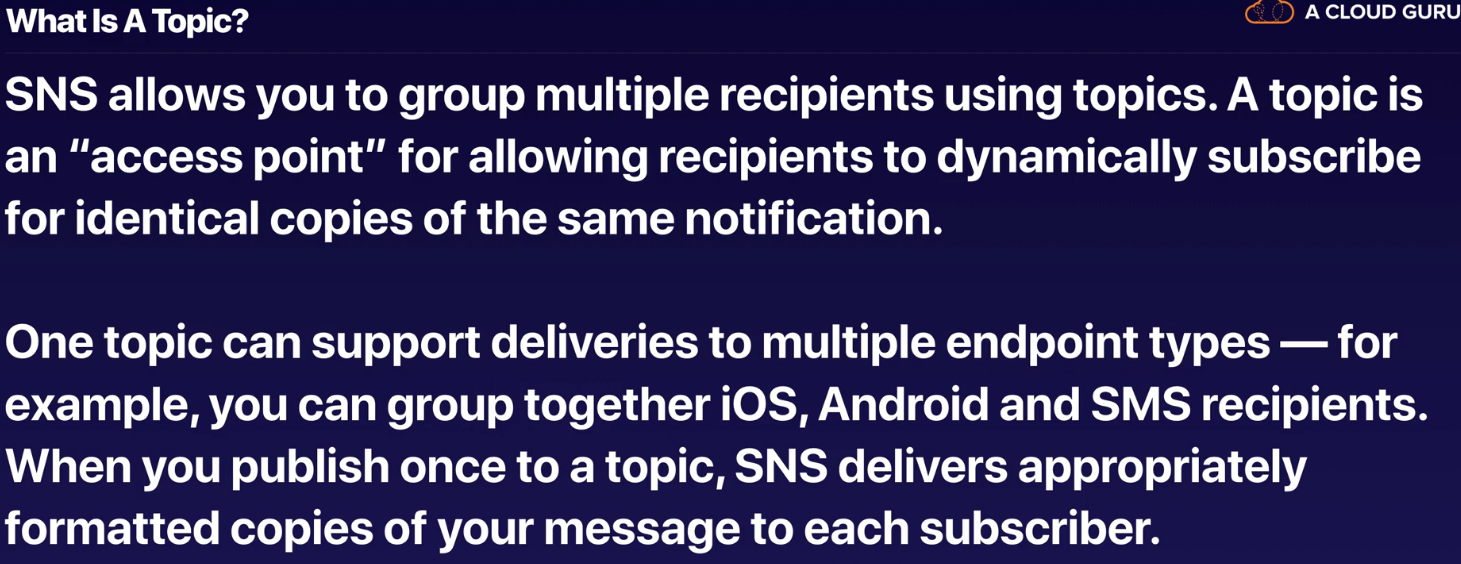 What Is A Topic?
A CLOUD GURU
SNS allows you to group multiple recipients using topics. A topic is
an “access point” for allowing recipients to dynamically subscribe
for identical copies of the same notification.
One topic can support deliveries to multiple endpoint types — for
example, you can group together iOS, Android and SMS recipients.
When you publish once to a topic, SNS delivers appropriately
formatted copies of your message to each subscriber.